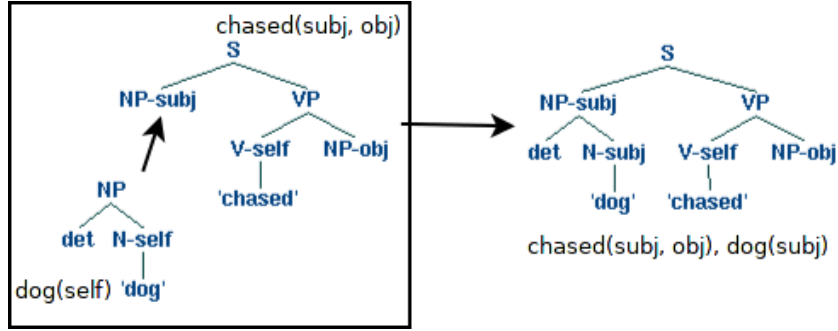 chased(subj, obj)
S
NP-subj VP
V-self NP-obj
'chased'
NP
det N-self
dog(self) 'dog'
S
NP-subj VP
det N-subj V-self NP-obj
'dog' 'chased'
chased(subj, obj), dog(subj)